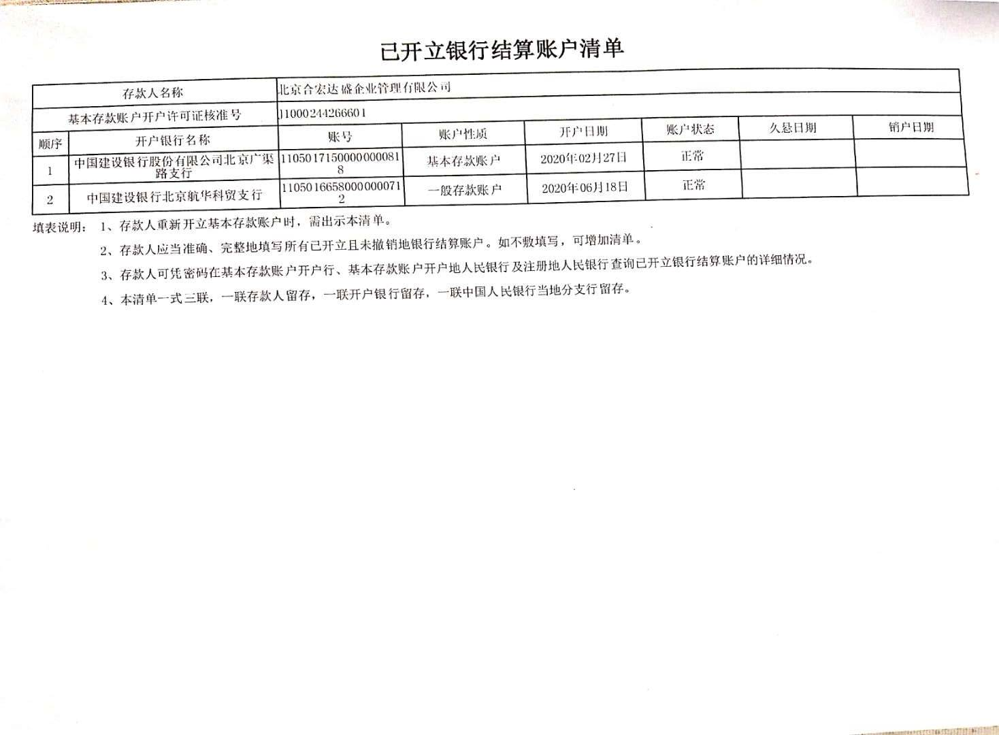 已开立银行结算账户清单
存款人名称 北京合宏达盛企业管理有限公司
基本存款账户开户许可证核准号 J1000244266601
顺序 开户银行名称 账号 账户性质 开户日期 账户状态 久悬日期 销户日期
1 中国建设银行股份有限公司北京广渠 1105017150000000081 基本存款账户 2020年02月27日 正常
路支行 8
2 中国建设银行北京航华科贸支行 1105016658000000071 一般存款账户 2020年06月18日 正常
2
填表说明： 1、存款人重新开立基本存款账户时，需出示本清单。
2、存款人应当准确、完整地填写所有已开立且未撤销地银行结算账户。如不敷填写，可增加清单。
3、存款人可凭密码在基本存款账户开户行、基本存款账户开户地人民银行及注册地人民银行查询已开立银行结算账户的详细情况。
4、本清单一式三联，一联存款人留存，一联开户银行留存，一联中国人民银行当地分支行留存。